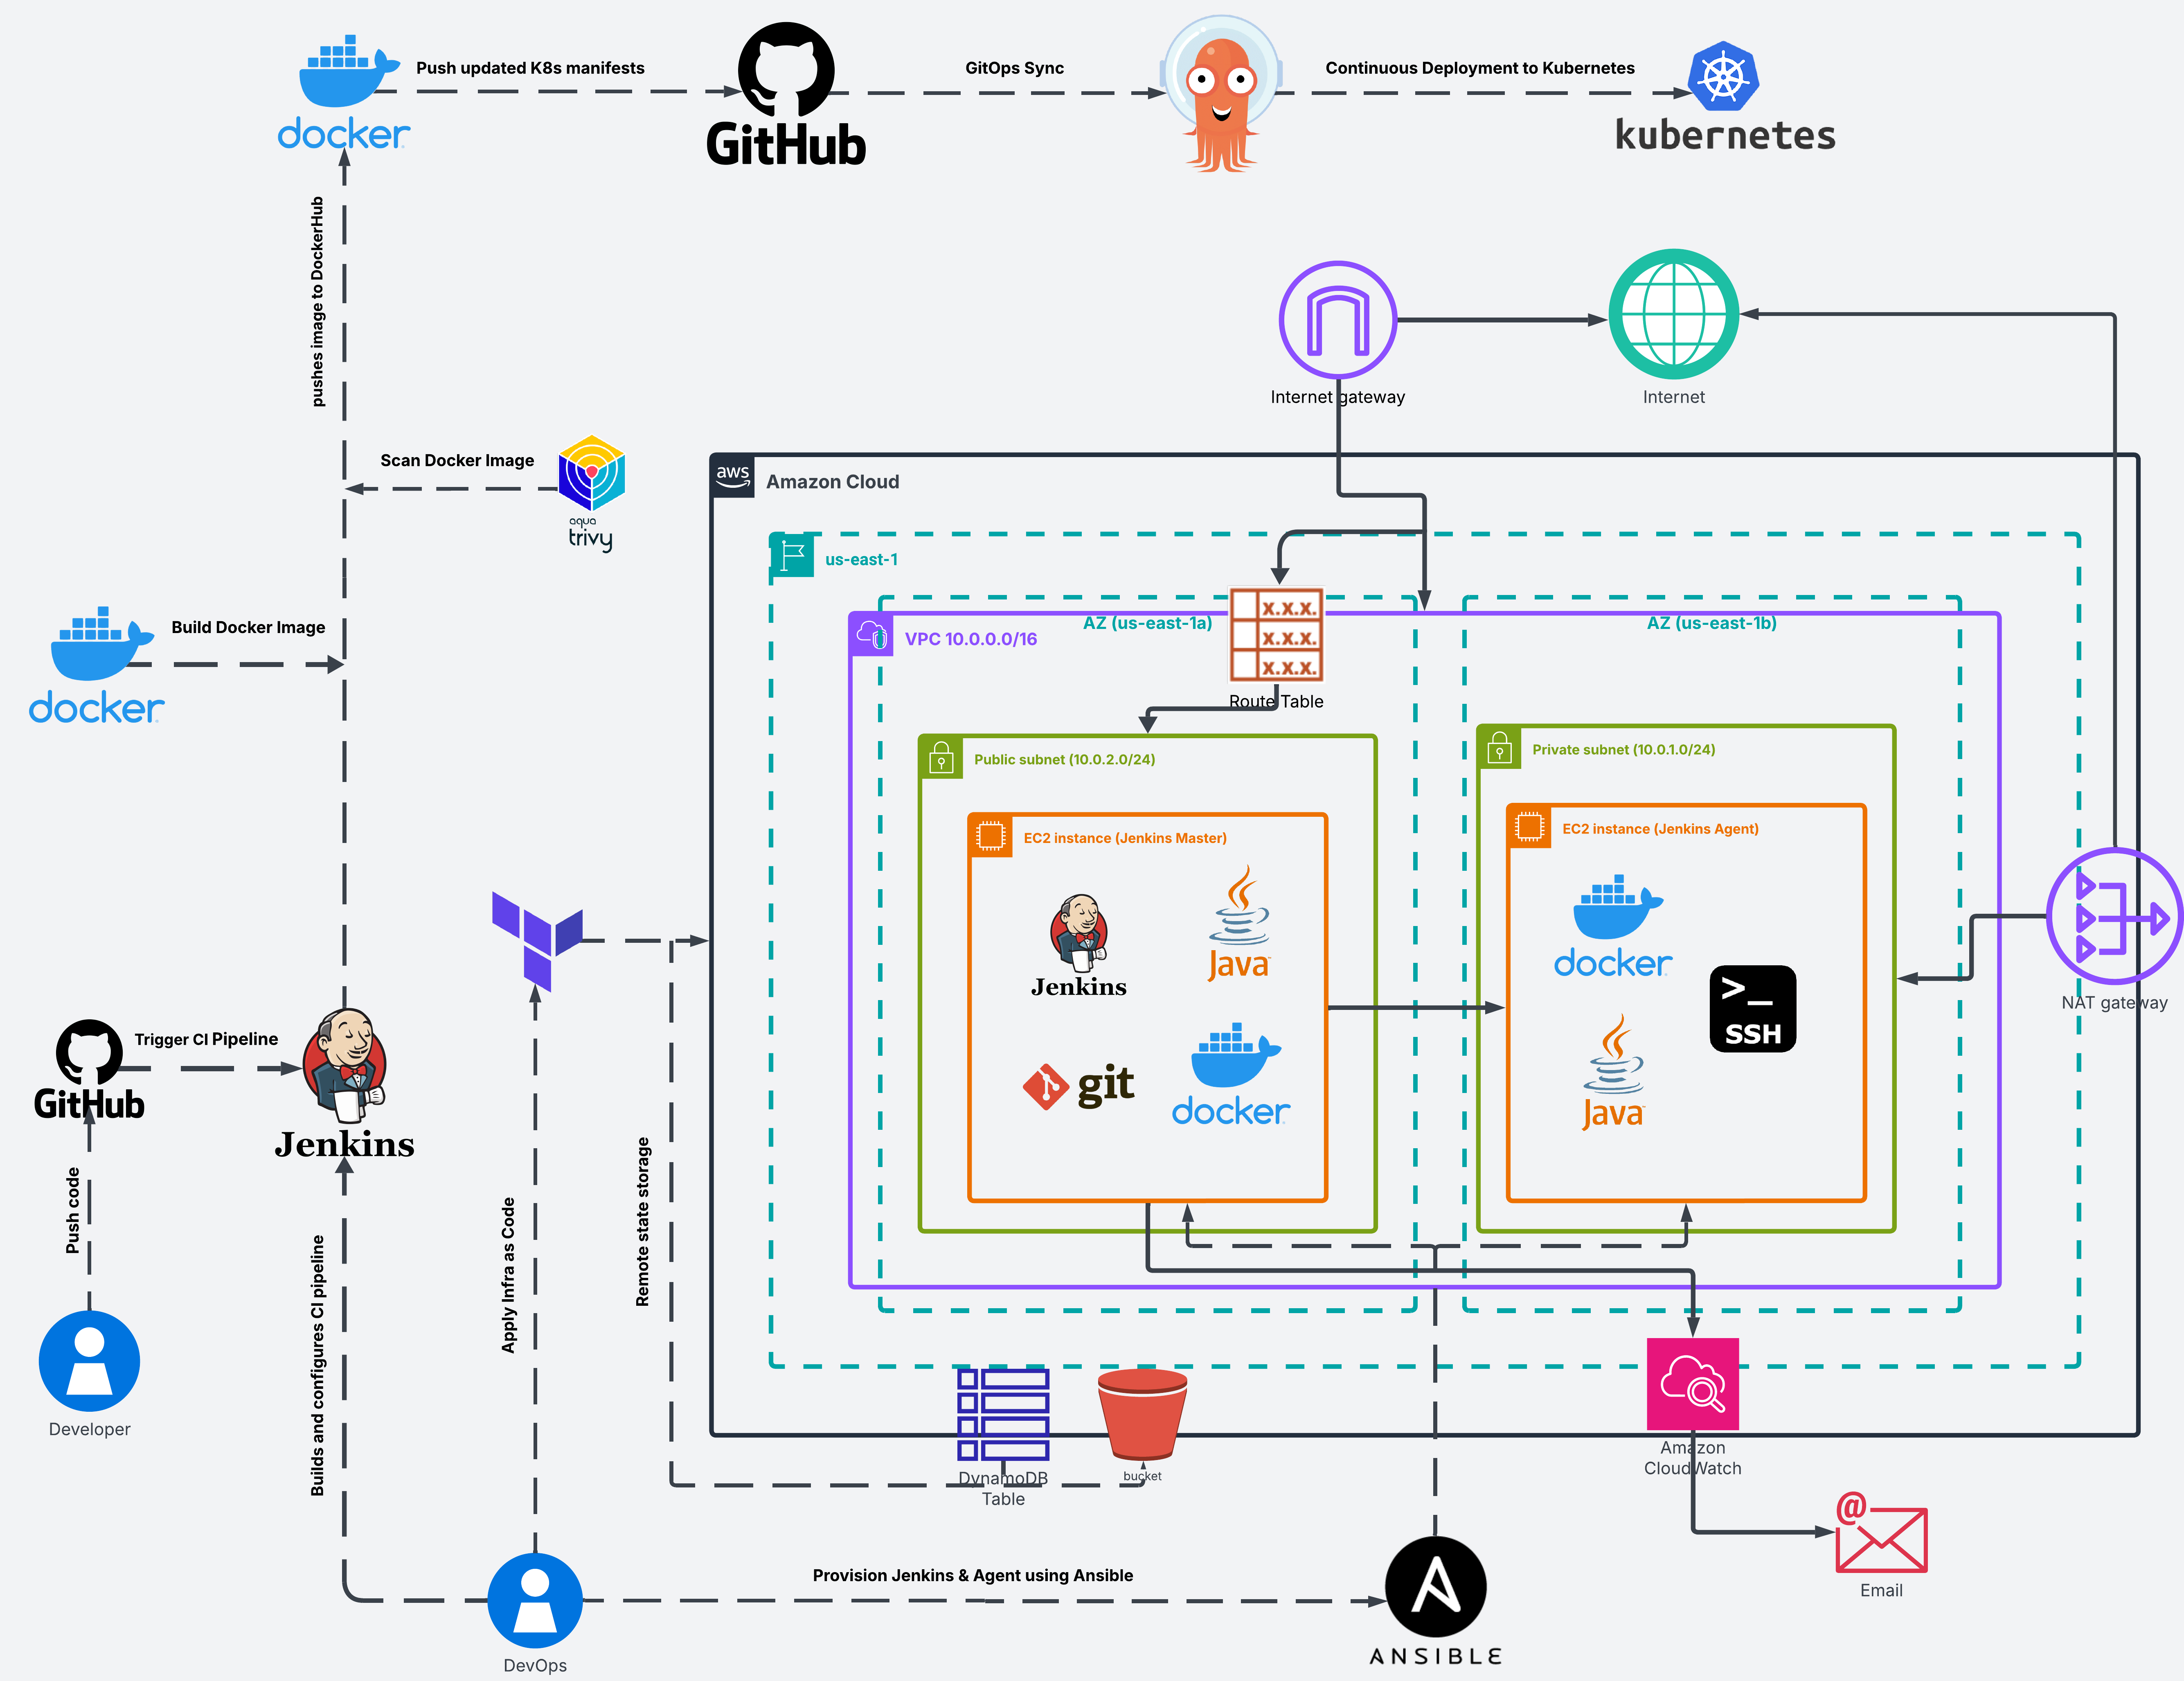 docker
Push updated K8s manifests
GitHub
GitOps Sync
Continuous Deployment to Kubernetes
kubernetes
pushes image to DockerHub
Internet gateway
Internet
Scan Docker Image
aqua
trivy
aws
Amazon Cloud
us-east-1
Build Docker Image
docker
VPC 10.0.0.0/16
AZ (us-east-1a)
x.x.x.
x.x.x.
x.x.x.
Route Table
AZ (us-east-1b)
Public subnet (10.0.2.0/24)
Private subnet (10.0.1.0/24)
EC2 instance (Jenkins Master)
EC2 instance (Jenkins Agent)
Jenkins
Java
git
docker
docker
>_
SSH
Java
NAT gateway
Trigger CI Pipeline
GitHub
Jenkins
Push code
Developer
Builds and configures CI pipeline
Apply Infra as Code
Remote state storage
DynamoDB
Table
bucket
Amazon
CloudWatch
@
Email
Provision Jenkins & Agent using Ansible
DevOps
ANSIBLE